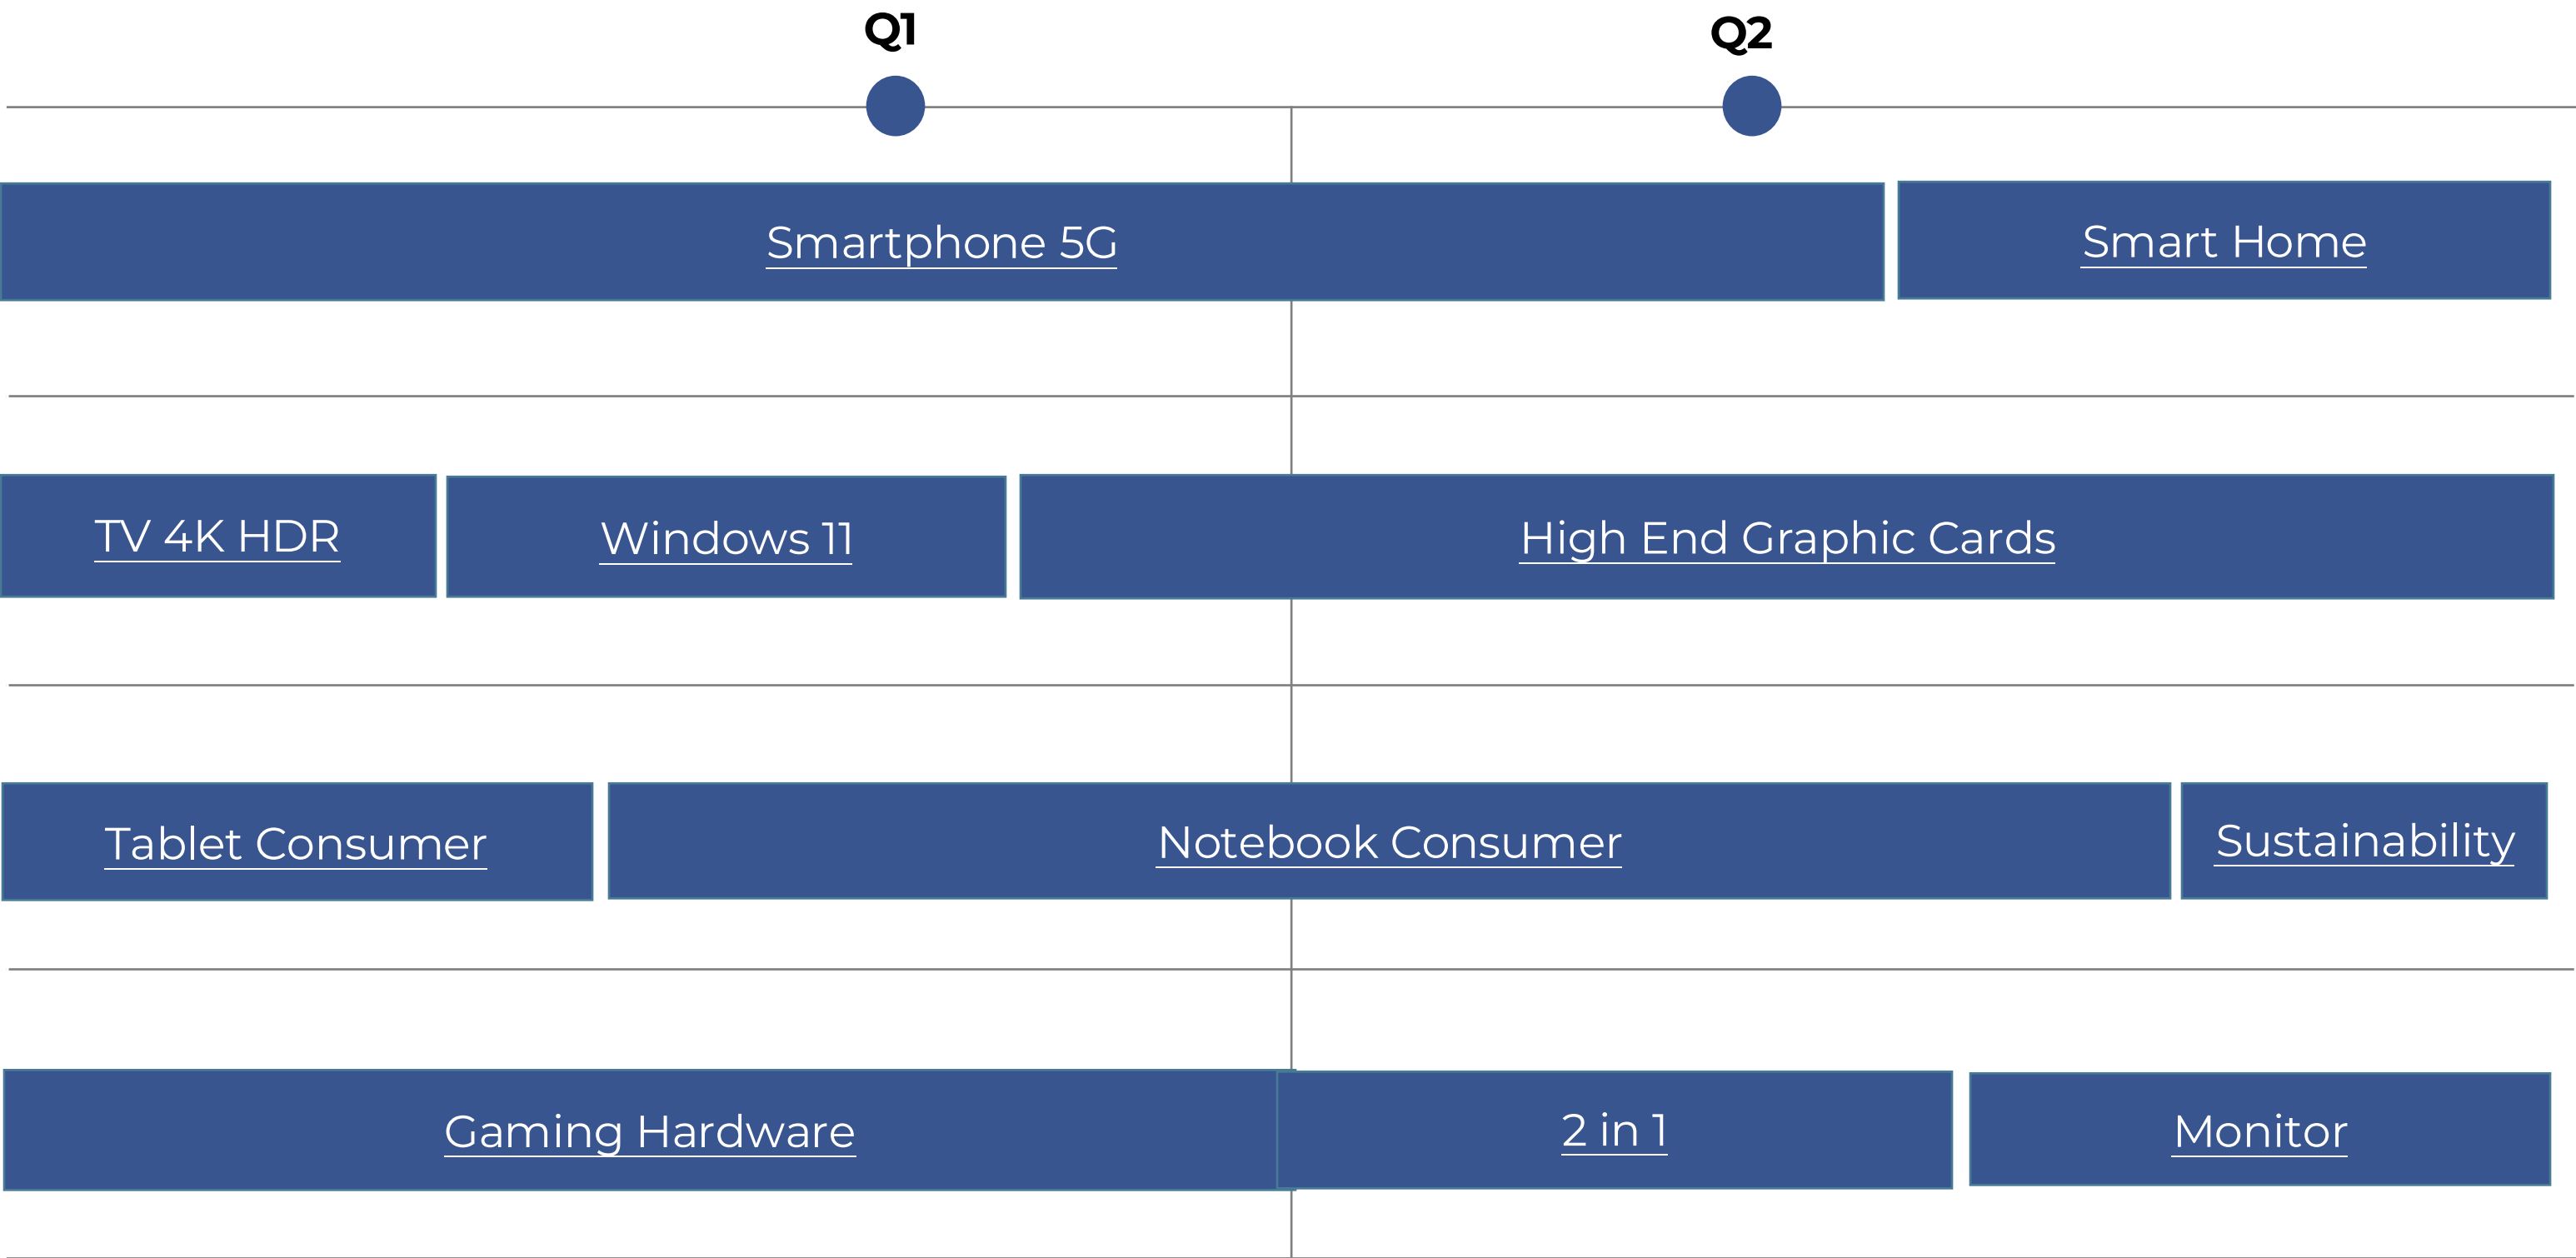 Q1
Q2
Smartphone 5G
Smart Home
TV 4K HDR
Windows 11
High End Graphic Cards
Tablet Consumer
Notebook Consumer
Sustainability
Gaming Hardware
2 in 1
Monitor